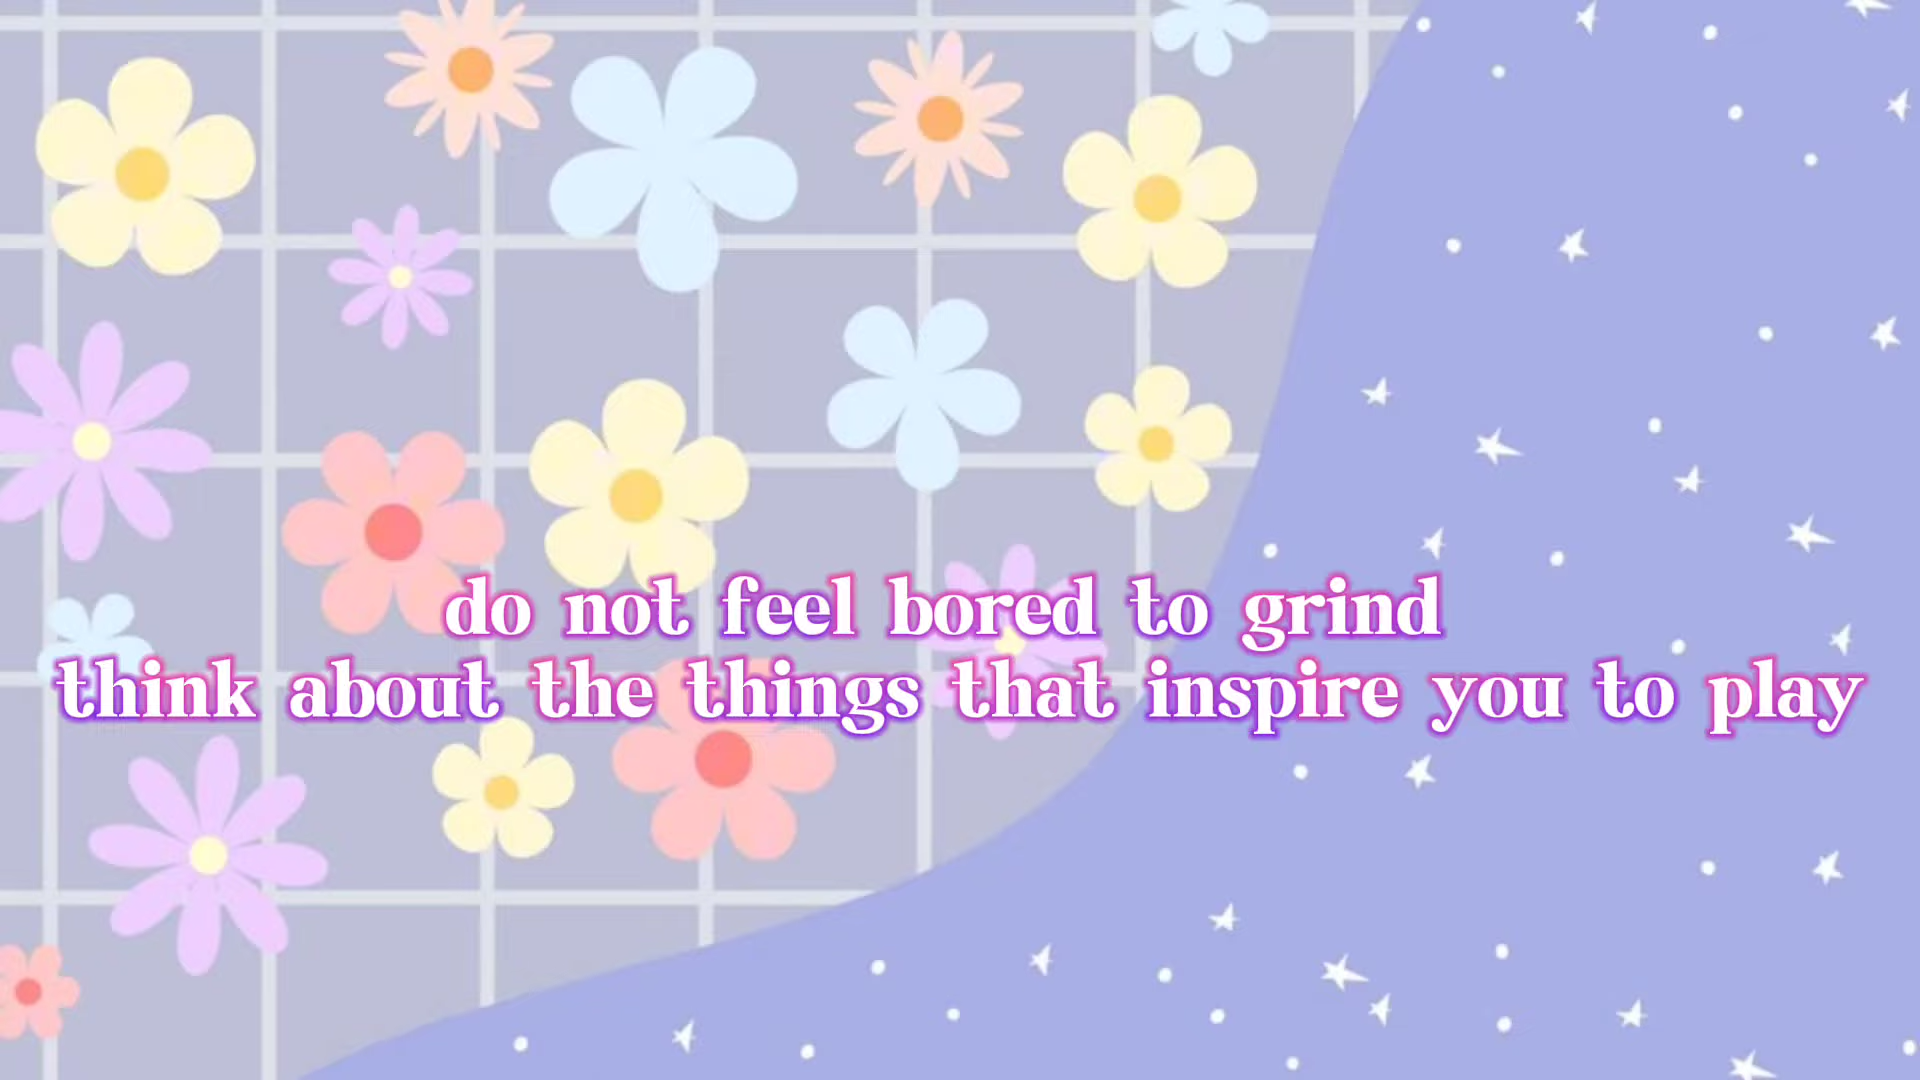 do not feel bored to grind
think about the things that inspire you to play